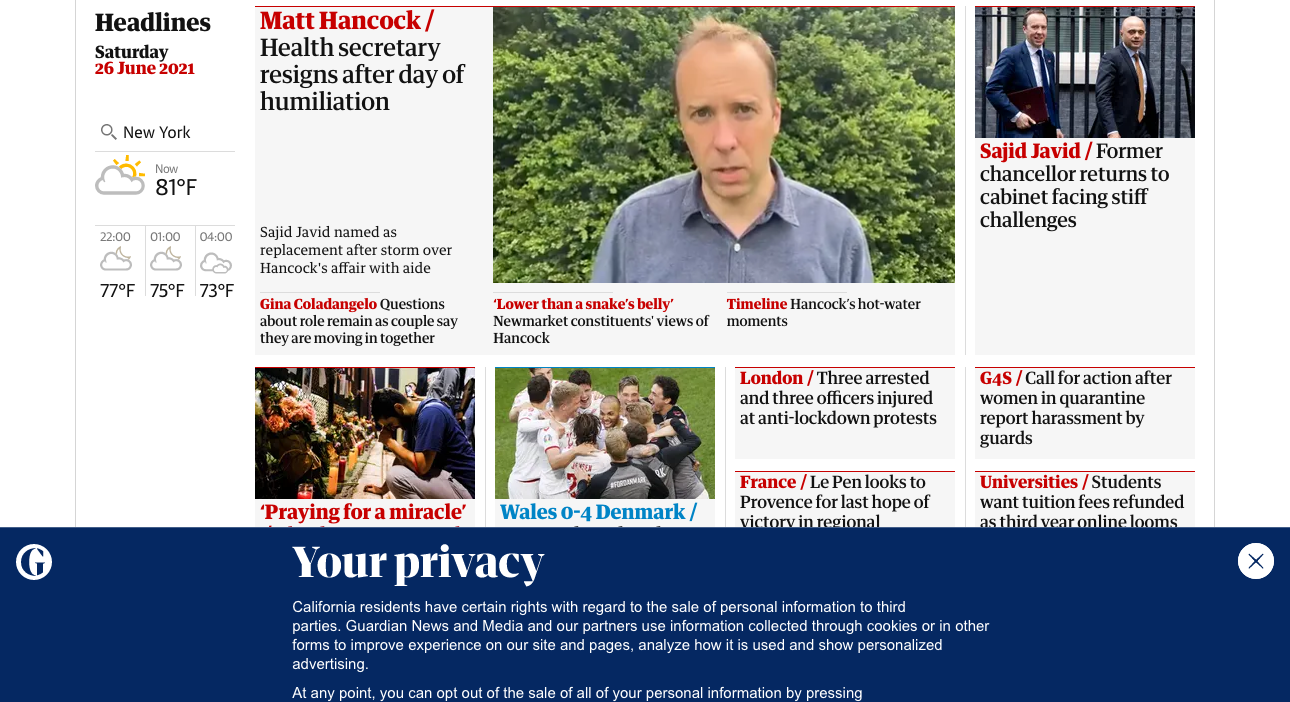 Headlines
Saturday
26 June 2021
New York
Now
81°F
22:00
01:00
04:00
77°F
75°F
73°F
Matt Hancock /
Health secretary
resigns after day of
humiliation
Sajid Javid named as
replacement after storm over
Hancock's affair with aide
Gina Coladangelo Questions
about role remain as couple say
they are moving in together
‘Lower than a snake’s belly’
Newmarket constituents' views of
Hancock
Timeline Hancock’s hot-water
moments
Sajid Javid / Former
chancellor returns to
cabinet facing stiff
challenges
‘Praying for a miracle’
JENSEN
#FORDANMARK
Wales 0-4 Denmark /
London / Three arrested
and three officers injured
at anti-lockdown protests
France / Le Pen looks to
Provence for last hope of
victory in regional
G4S / Call for action after
women in quarantine
report harassment by
guards
Universities / Students
want tuition fees refunded
as third year online looms
G
Your privacy
California residents have certain rights with regard to the sale of personal information to third
parties. Guardian News and Media and our partners use information collected through cookies or in other
forms to improve experience on our site and pages, analyze how it is used and show personalized
advertising.
At any point, you can opt out of the sale of all of your personal information by pressing